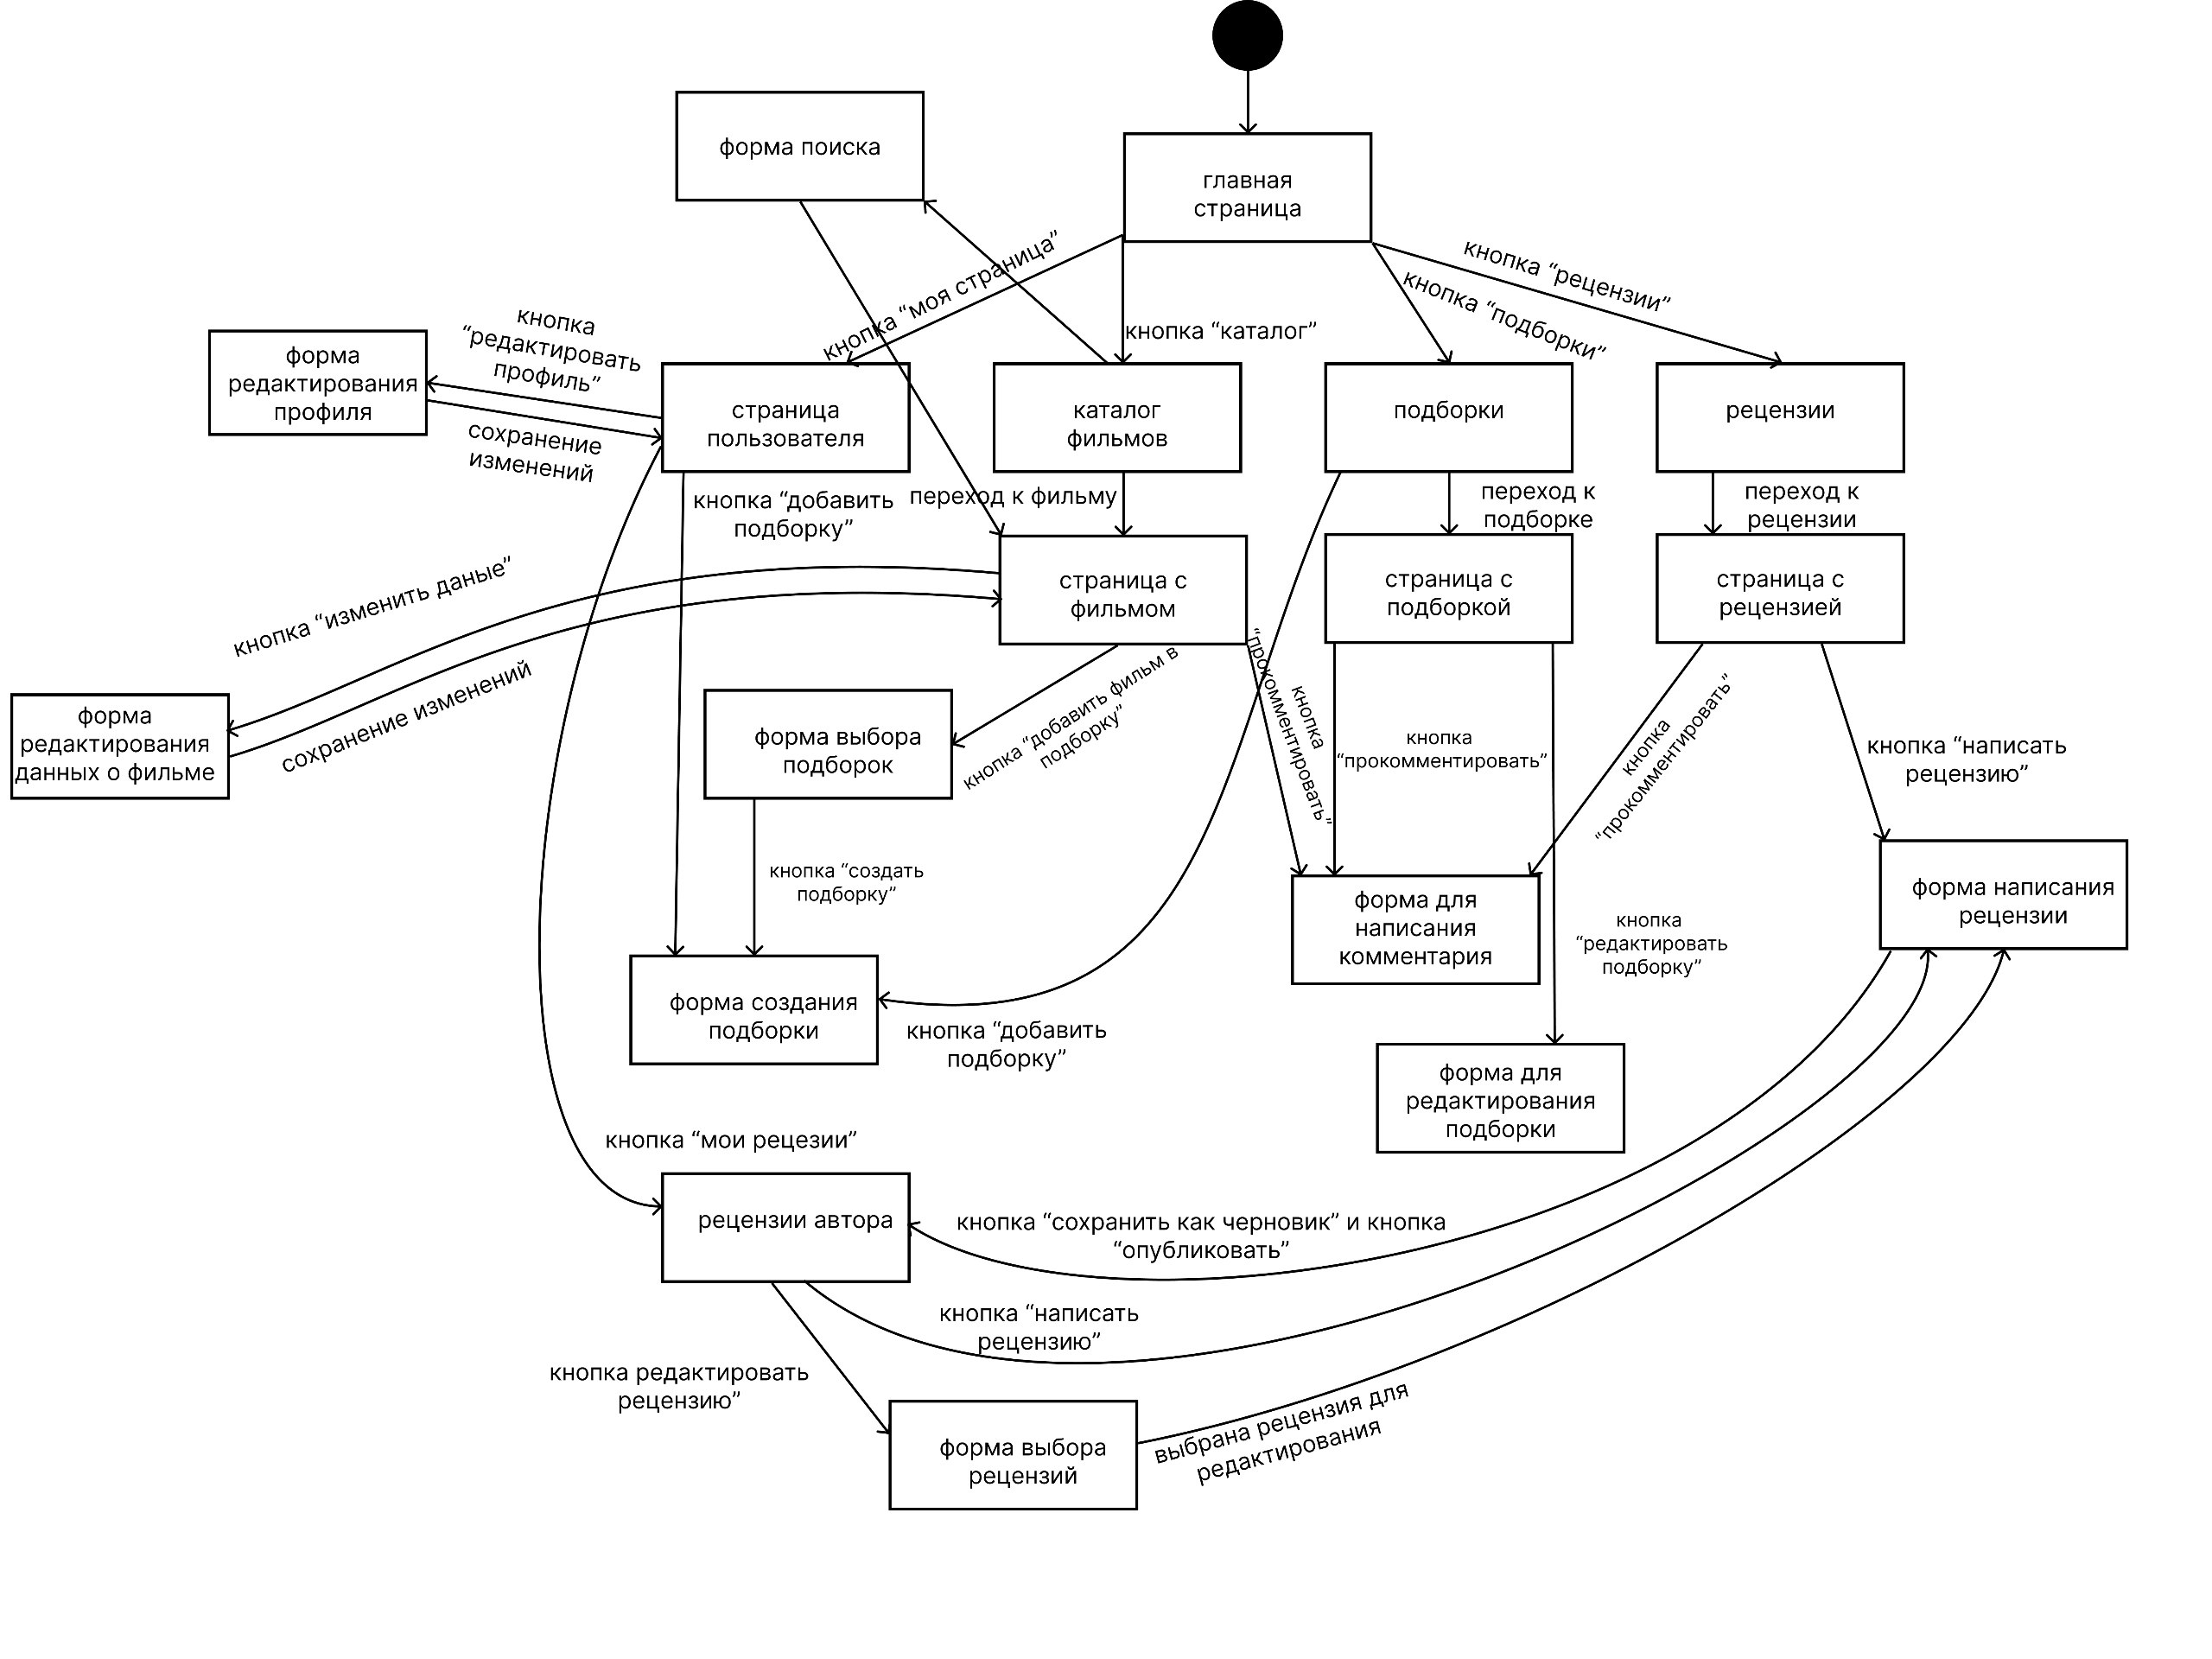 форма поиска
главная
страница
кнопка “моя страница”
кнопка “каталог”
кнопка “подборки”
кнопка “рецензии”
форма
редактирования
профиля
кнопка
“редактировать
профиль”
сохранение
изменений
страница
пользователя
каталог
фильмов
подборки
рецензии
кнопка “добавить
подборку”
переход к фильму
переход к
подборке
переход к
рецензии
кнопка “изменить даные”
сохранение изменений
страница с
фильмом
страница с
подборкой
страница с
рецензией
форма
редактирования
данных о фильме
форма выбора
подборок
кнопка “добавить фильм в
подборку”
кнопка
“прокомментировать”
кнопка
“прокомментировать”
кнопка
“прокомментировать”
кнопка “написать
рецензию”
кнопка “создать
подборку”
форма для
написания
комментария
форма написания
рецензии
кнопка
“редактировать
подборку”
форма создания
подборки
кнопка “добавить
подборку”
форма для
редактирования
подборки
кнопка “мои рецезии”
рецензии автора
кнопка “сохранить как черновик” и кнопка
“опубликовать”
кнопка “написать
рецензию”
кнопка редактировать
рецензию”
форма выбора
рецензий
выбрана рецензия для
редактирования